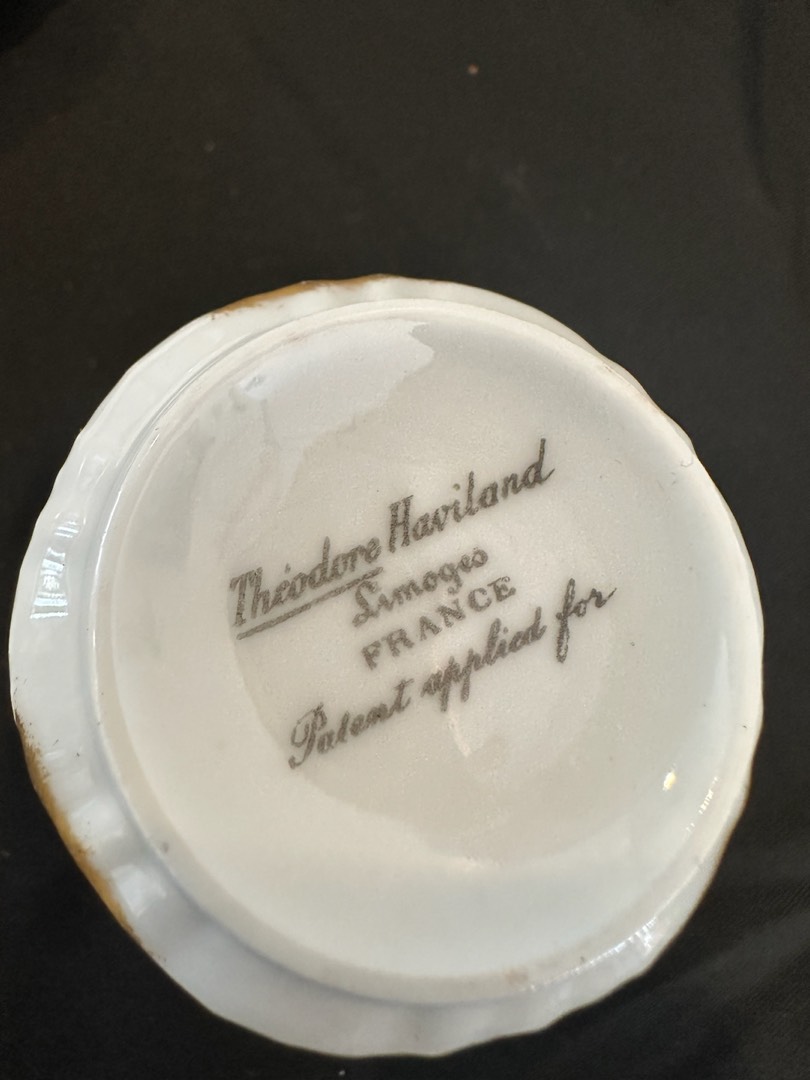 Théodore Haviland
Limoges
FRANCE
Patent applied for